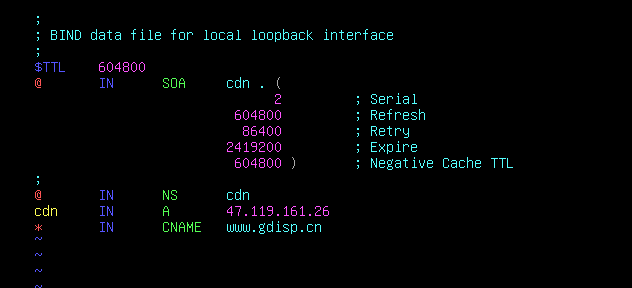 ;
; BIND data file for local loopback interface
;
$TTL    604800
@       IN      SOA     cdn . (
                              2         ; Serial
                         604800         ; Refresh
                          86400         ; Retry
                        2419200         ; Expire
                         604800 )       ; Negative Cache TTL
;
@       IN      NS      cdn
cdn     IN      A       47.119.161.26
*       IN      CNAME   www.gdisp.cn
~
~
~
~